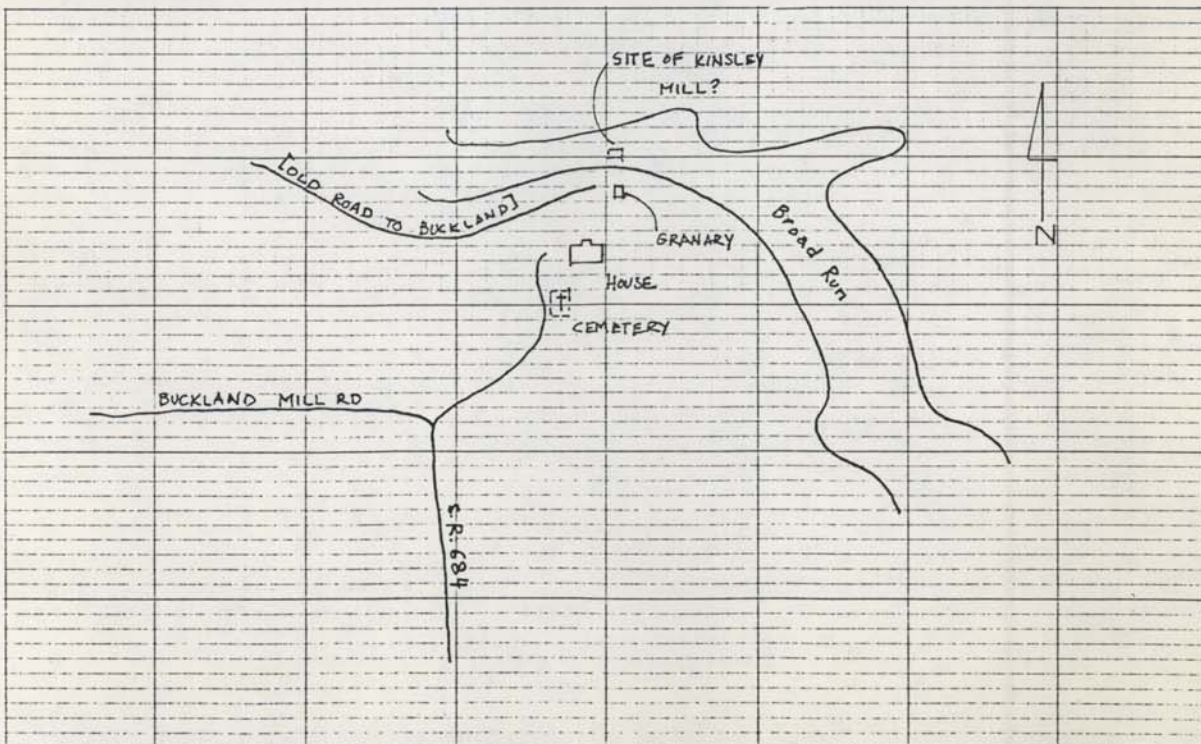 SITE OF KINSLEY
MILL?
[OLD ROAD TO BUCKLAND]
GRANARY
Broad Run
HOUSE
CEMETERY
BUCKLAND MILL RD
S.R. 684
N